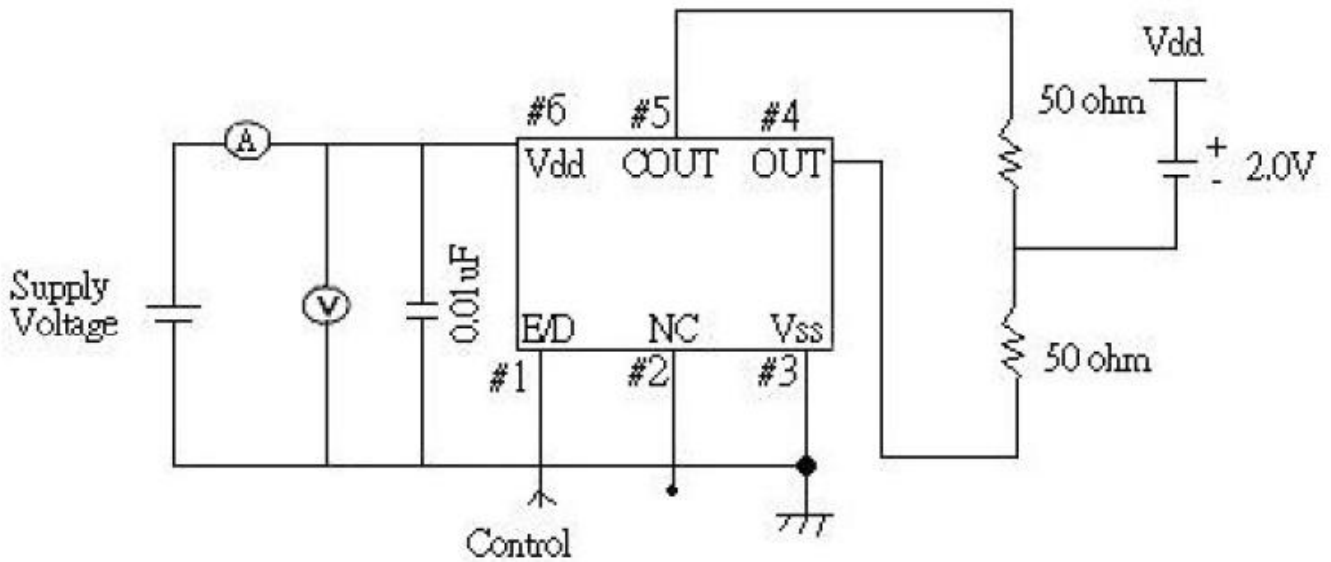 Vdd
#6 #5 #4
50 ohm
A
Vdd COUT OUT
+
2.0V
-
Supply
Voltage
V
0.01uF
E/D NC Vss
#1 #2 #3
50 ohm
Control